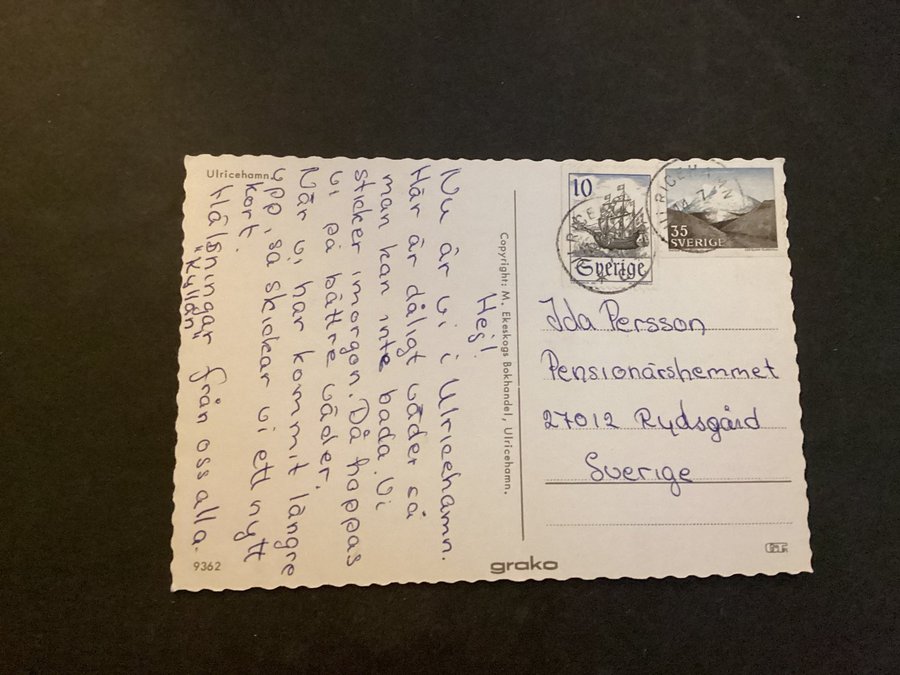 Ulricehamn.
Hej!
Nu är vi i Ulricehamn.
Här är dåligt väder så
man kan inte bada. Vi
sticker imorgon. Då hoppas
vi på bättre väder.
När vi har kommit längre
upp, så skickar vi ett nytt
kort.
Hälsningar från oss alla.
"Kyllan"
9362
Copyright: M. Ekeskogs Bokhandel, Ulricehamn.
grako
10
Sverige
35
SVERIGE
Ida Persson
Pensionärshemmet
27012 Rydsgård
Sverige